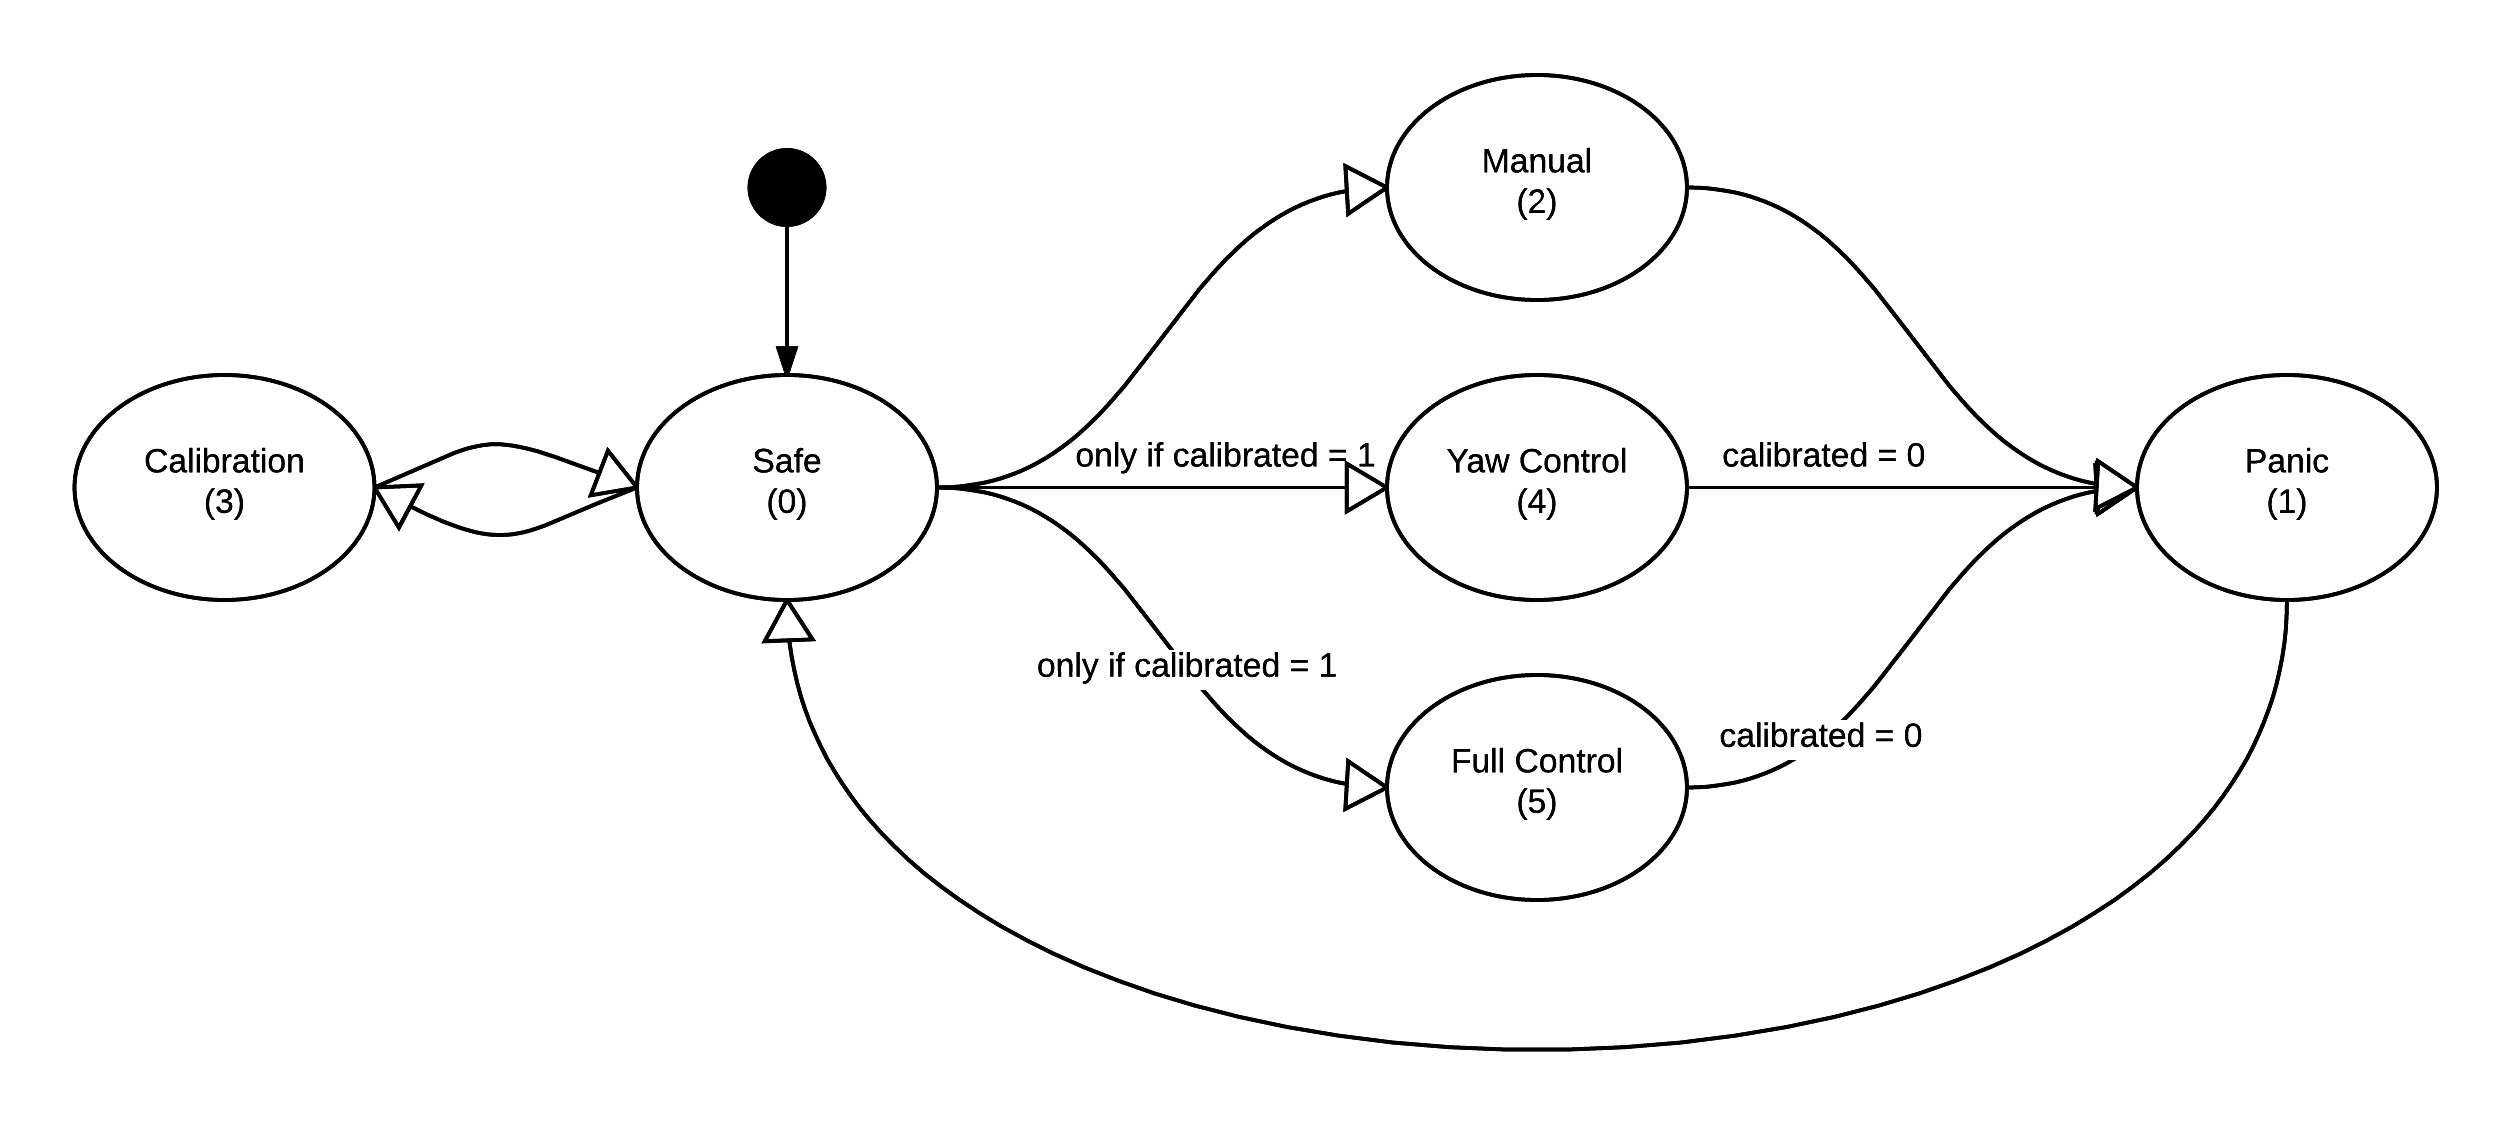 Manual
(2)
Calibration
(3)
Safe
(0)
only if calibrated = 1
Yaw Control
(4)
calibrated = 0
Panic
(1)
only if calibrated = 1
Full Control
(5)
calibrated = 0